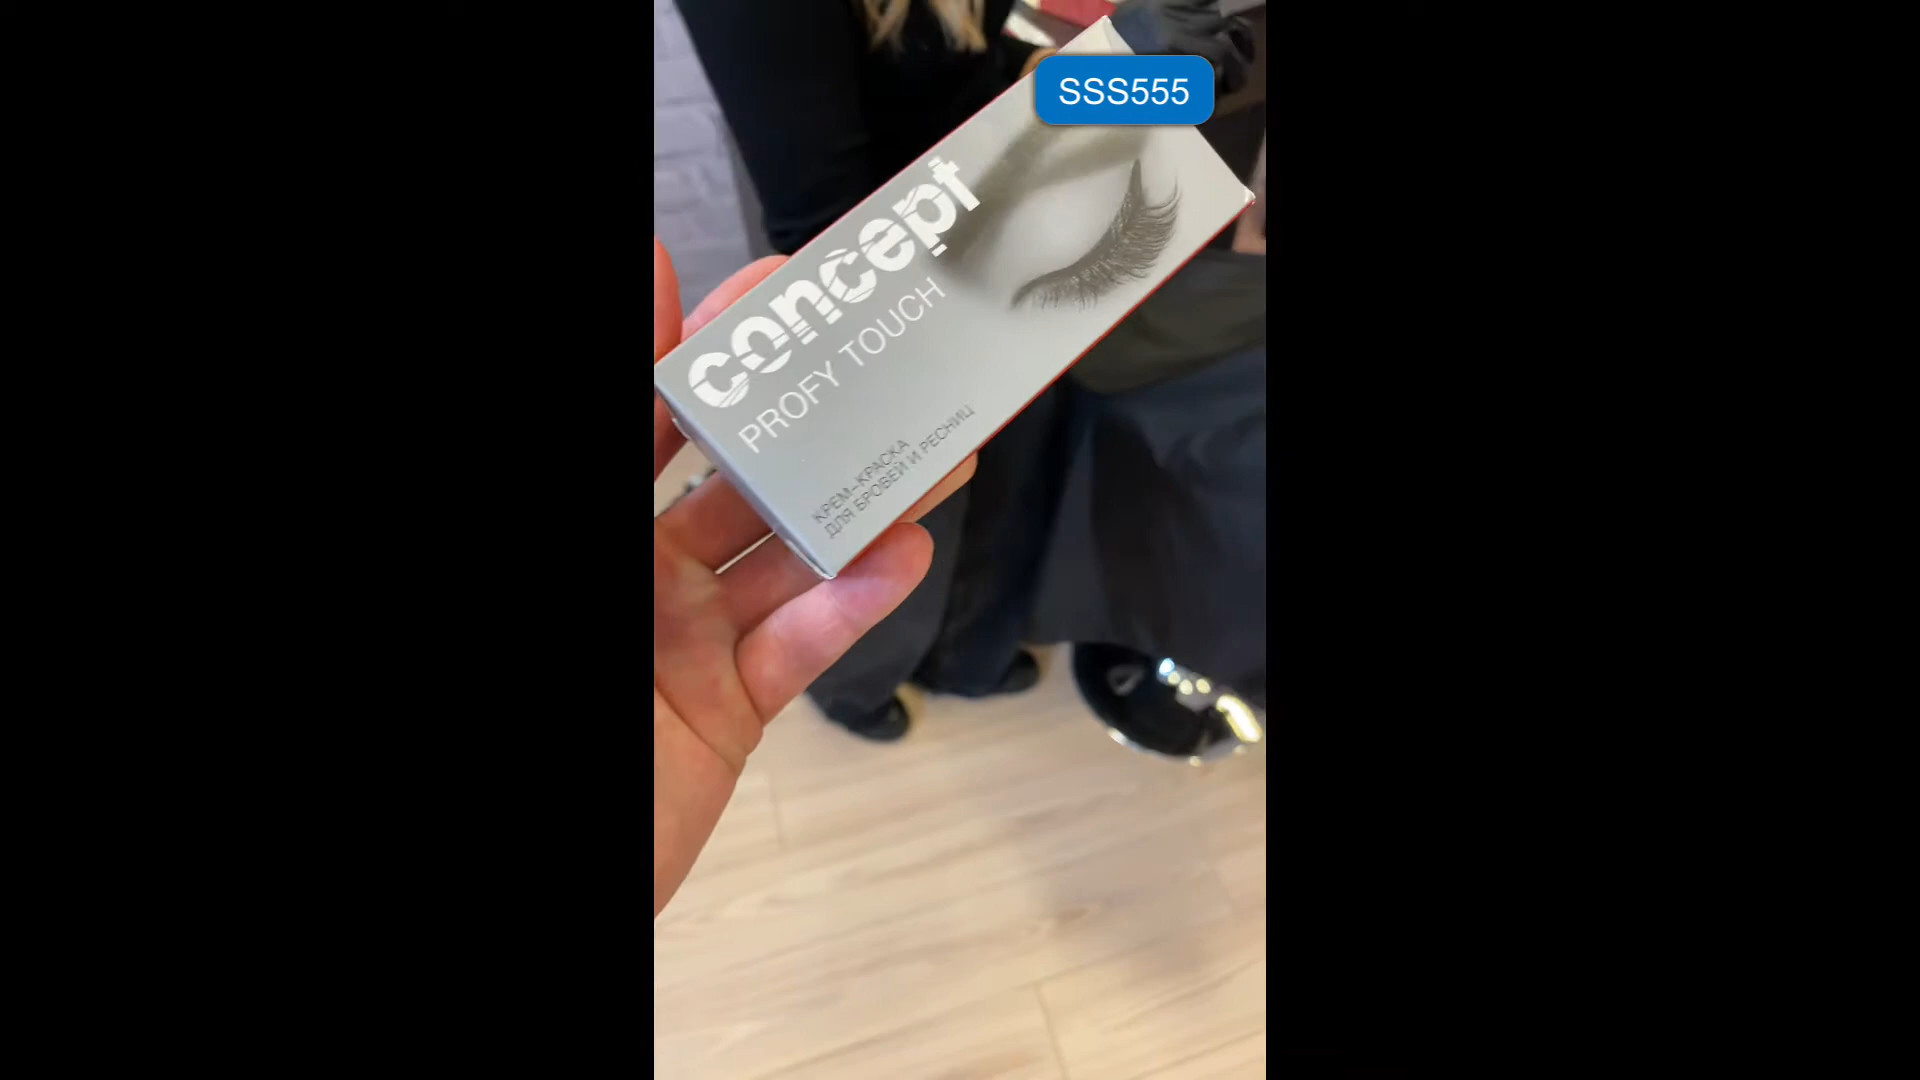 SSS555
concept
PROFY TOUCH
КРЕМ-КРАСКА
ДЛЯ БРОВЕЙ И РЕСНИЦ